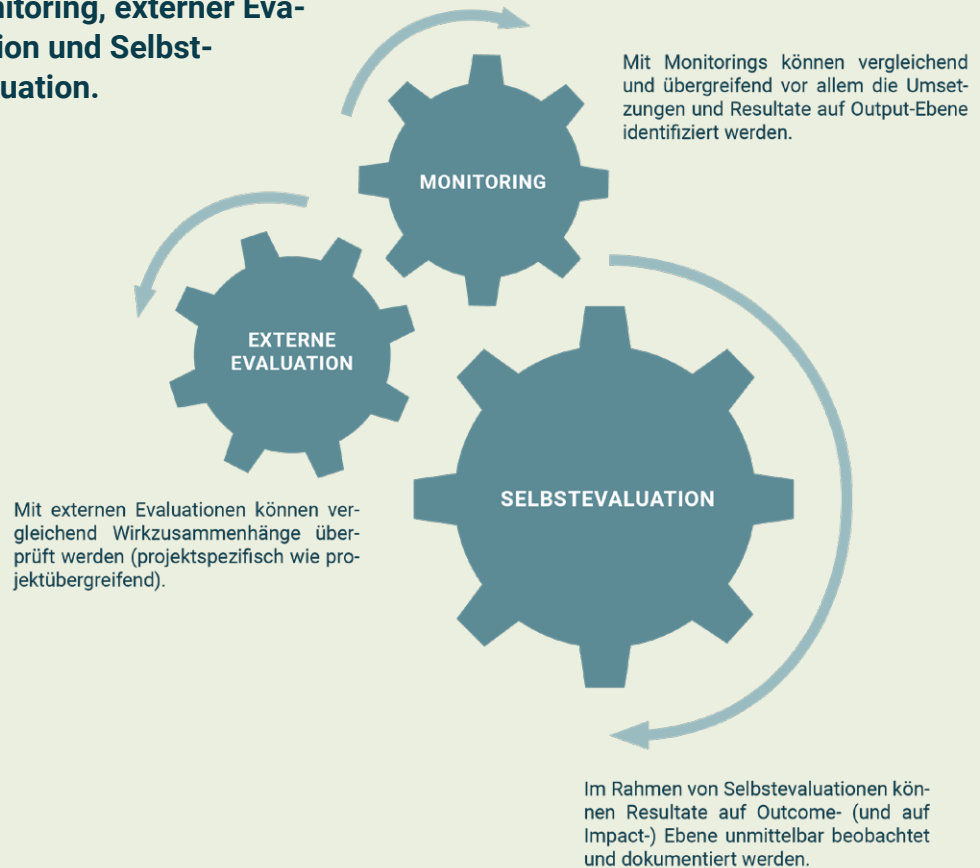 nitoring, externer Eva-
ion und Selbst-
uation.
Mit Monitorings können vergleichend
und übergreifend vor allem die Umset-
zungen und Resultate auf Output-Ebene
identifiziert werden.
MONITORING
EXTERNE
EVALUATION
SELBSTEVALUATION
Mit externen Evaluationen können ver-
gleichend Wirkzusammenhänge über-
prüft werden (projektspezifisch wie pro-
jektübergreifend).
Im Rahmen von Selbstevaluationen kön-
nen Resultate auf Outcome- (und auf
Impact-) Ebene unmittelbar beobachtet
und dokumentiert werden.